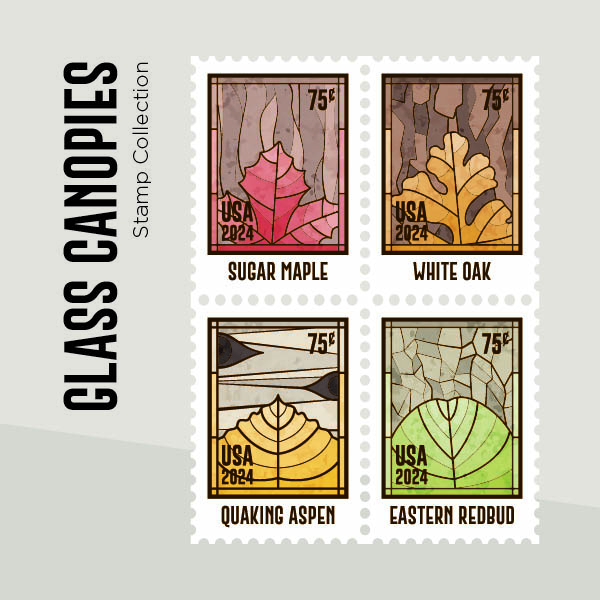 GLASS CANOPIES
Stamp Collection
75¢
USA
2024
SUGAR MAPLE
75¢
USA
2024
WHITE OAK
75¢
USA
2024
QUAKING ASPEN
75¢
USA
2024
EASTERN REDBUD